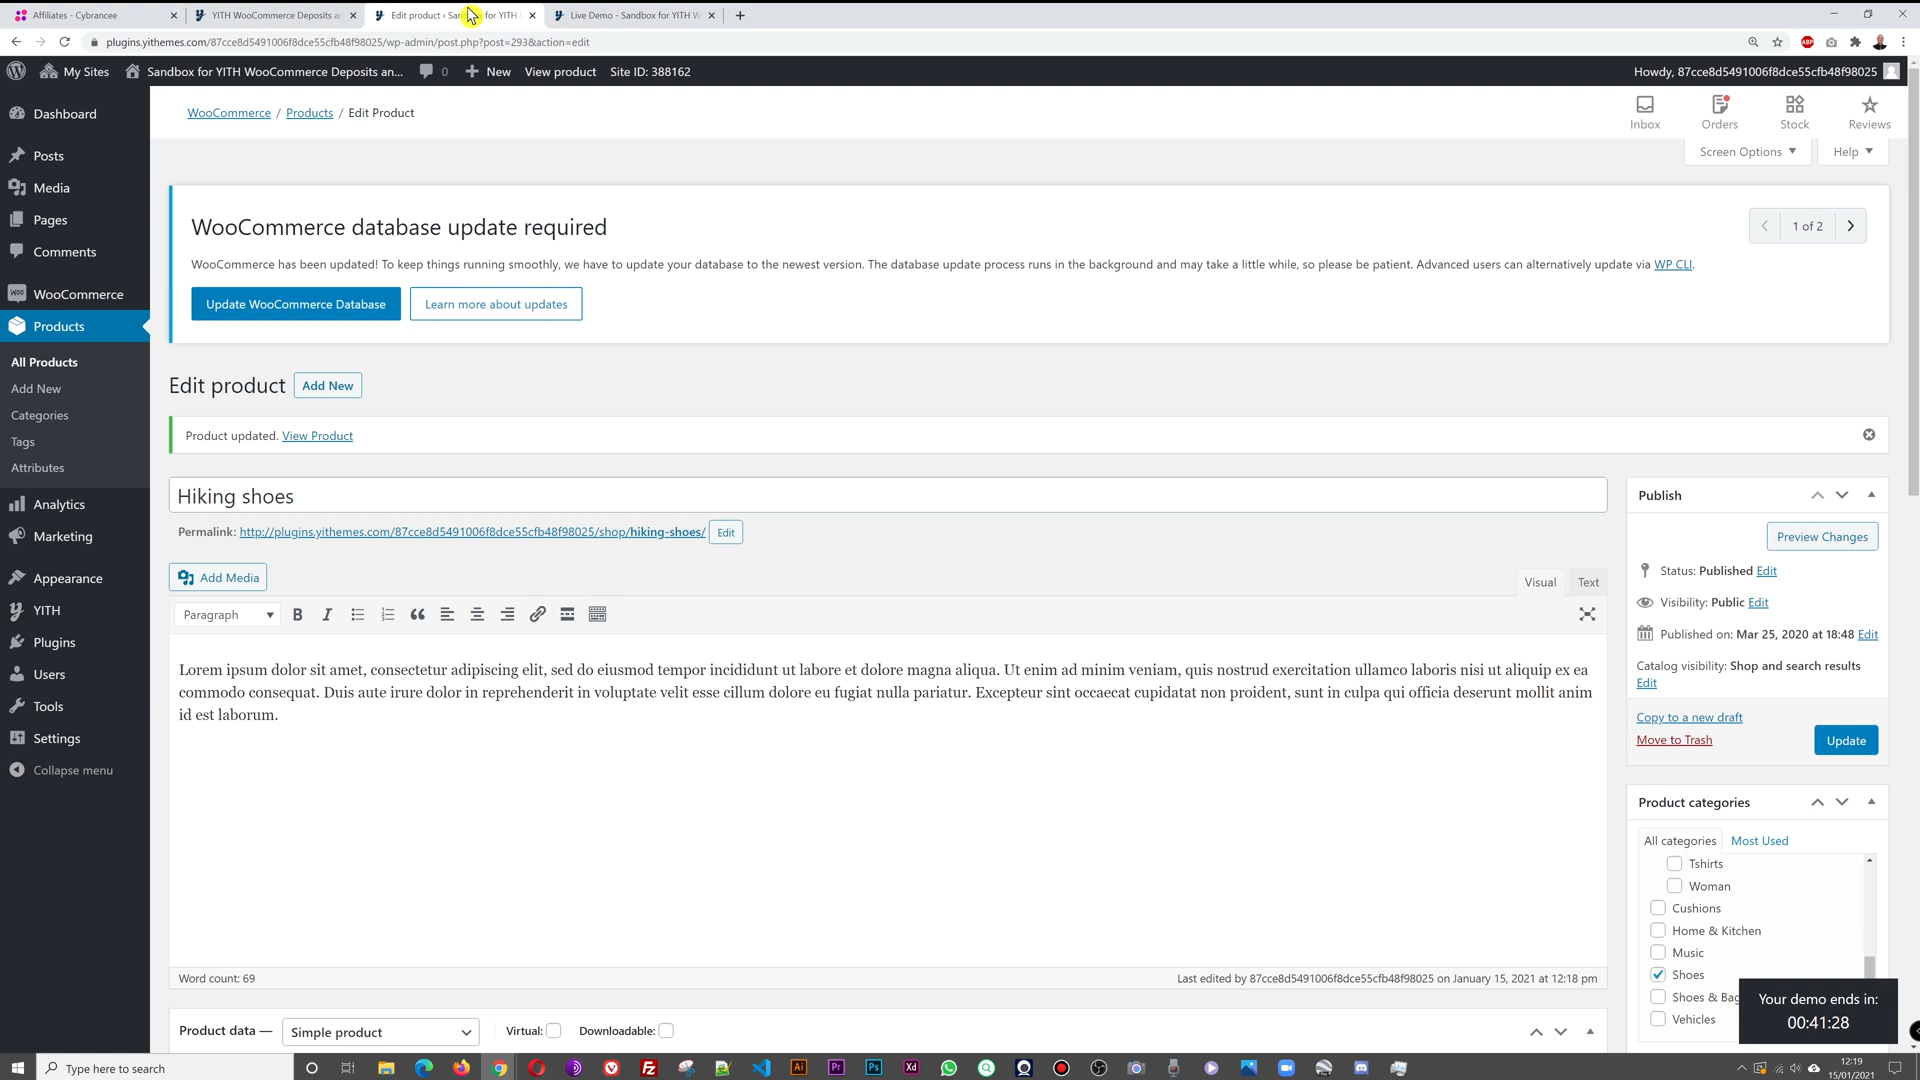 Affiliates - Cybrancee
YITH WooCommerce Deposits an
Edit product ‹ San for YITH
Live Demo - Sandbox for YITH W
plugins.yithemes.com/87cce8d5491006f8dce55cfb48f98025/wp-admin/post.php?post=293&action=edit
My Sites
Sandbox for YITH WooCommerce Deposits an...
0
New
View product
Site ID: 388162
Howdy, 87cce8d5491006f8dce55cfb48f98025
Dashboard
Posts
Media
Pages
Comments
WooCommerce
Products
All Products
Add New
Categories
Tags
Attributes
Analytics
Marketing
Appearance
YITH
Plugins
Users
Tools
Settings
Collapse menu
WooCommerce / Products / Edit Product
Inbox
Orders
Stock
Reviews
Screen Options
Help
WooCommerce database update required
1 of 2
WooCommerce has been updated! To keep things running smoothly, we have to update your database to the newest version. The database update process runs in the background and may take a little while, so please be patient. Advanced users can alternatively update via WP CLI.
Update WooCommerce Database
Learn more about updates
Edit product
Add New
Product updated. View Product
Hiking shoes
Permalink: http://plugins.yithemes.com/87cce8d5491006f8dce55cfb48f98025/shop/hiking-shoes/
Edit
Add Media
Visual
Text
Paragraph
Lorem ipsum dolor sit amet, consectetur adipiscing elit, sed do eiusmod tempor incididunt ut labore et dolore magna aliqua. Ut enim ad minim veniam, quis nostrud exercitation ullamco laboris nisi ut aliquip ex ea
commodo consequat. Duis aute irure dolor in reprehenderit in voluptate velit esse cillum dolore eu fugiat nulla pariatur. Excepteur sint occaecat cupidatat non proident, sunt in culpa qui officia deserunt mollit anim
id est laborum.
Word count: 69
Last edited by 87cce8d5491006f8dce55cfb48f98025 on January 15, 2021 at 12:18 pm
Product data —
Simple product
Virtual:
Downloadable:
Publish
Preview Changes
Status: Published Edit
Visibility: Public Edit
Published on: Mar 25, 2020 at 18:48 Edit
Catalog visibility: Shop and search results
Edit
Copy to a new draft
Move to Trash
Update
Product categories
All categories
Most Used
Tshirts
Woman
Cushions
Home & Kitchen
Music
Shoes
Shoes & Bag
Vehicles
Your demo ends in:
00:41:28
Type here to search
12:19
15/01/2021